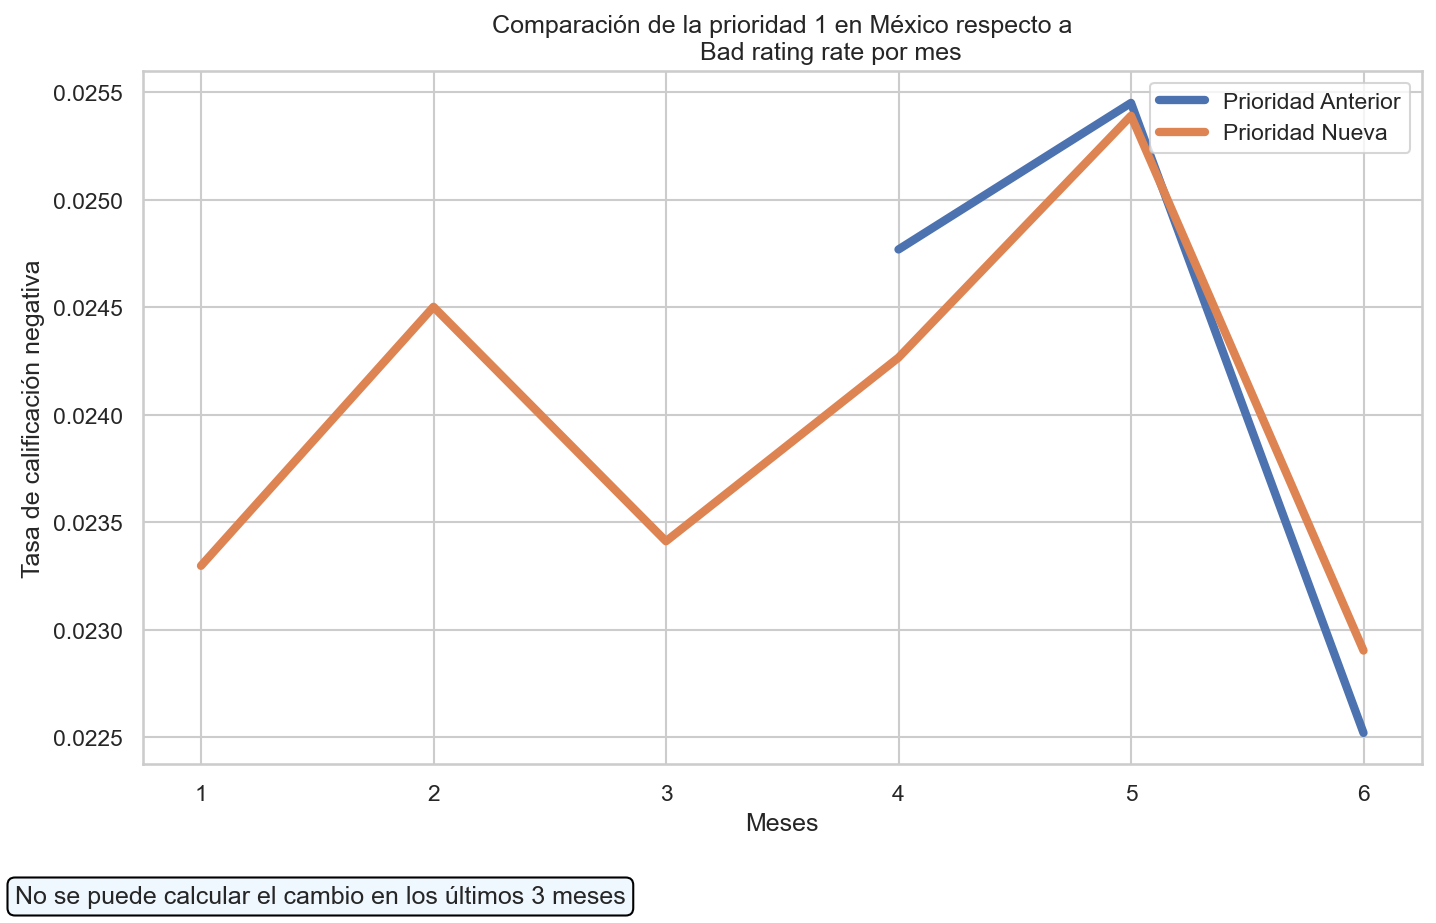 Comparación de la prioridad 1 en México respecto a
Bad rating rate por mes
Prioridad Anterior
Prioridad Nueva
Tasa de calificación negativa
0.0255
0.0250
0.0245
0.0240
0.0235
0.0230
0.0225
1 2 3 4 5 6
Meses
No se puede calcular el cambio en los últimos 3 meses